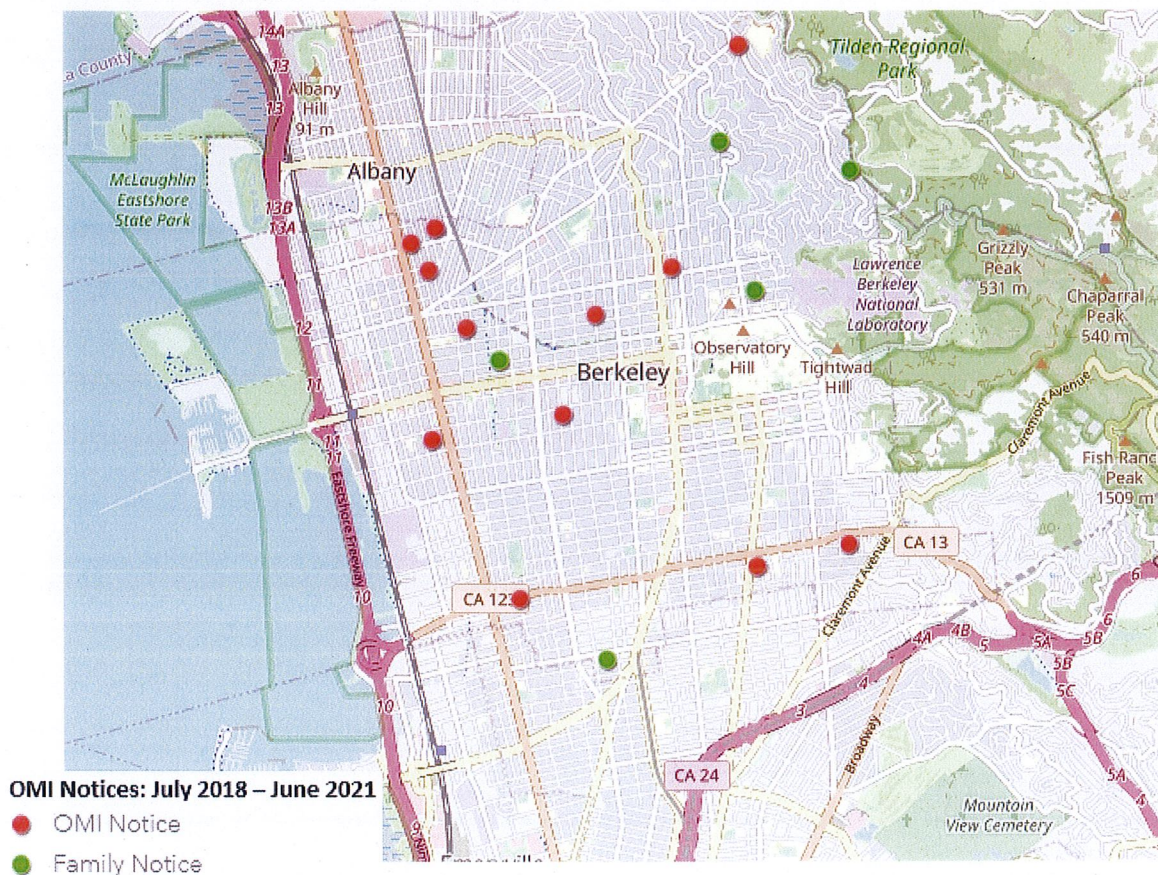 14A
13
a County
13
Albany
Hill
91 m
Tilden Regional
Park
Albany
McLaughlin
Eastshore
State Park
13B
13A
Grizzly
Peak
531 m
Lawrence
Berkeley
National
Laboratory
Chaparral
Peak
540 m
12
Observatory
Hill
Tightwad
Hill
Berkeley
11
11
11
Claremont Avenue
Fish Ranc
Peak
1509 m
Eastshore Freeway
CA 13
10
CA 123
Claremont Avenue
4A
4B
5
5A
5B
6
6
6
5B
5C
4
3
10
Broadway
CA 24
5A
4
Mountain
View Cemetery
OMI Notices: July 2018 – June 2021
OMI Notice
Family Notice
9
Emeryville